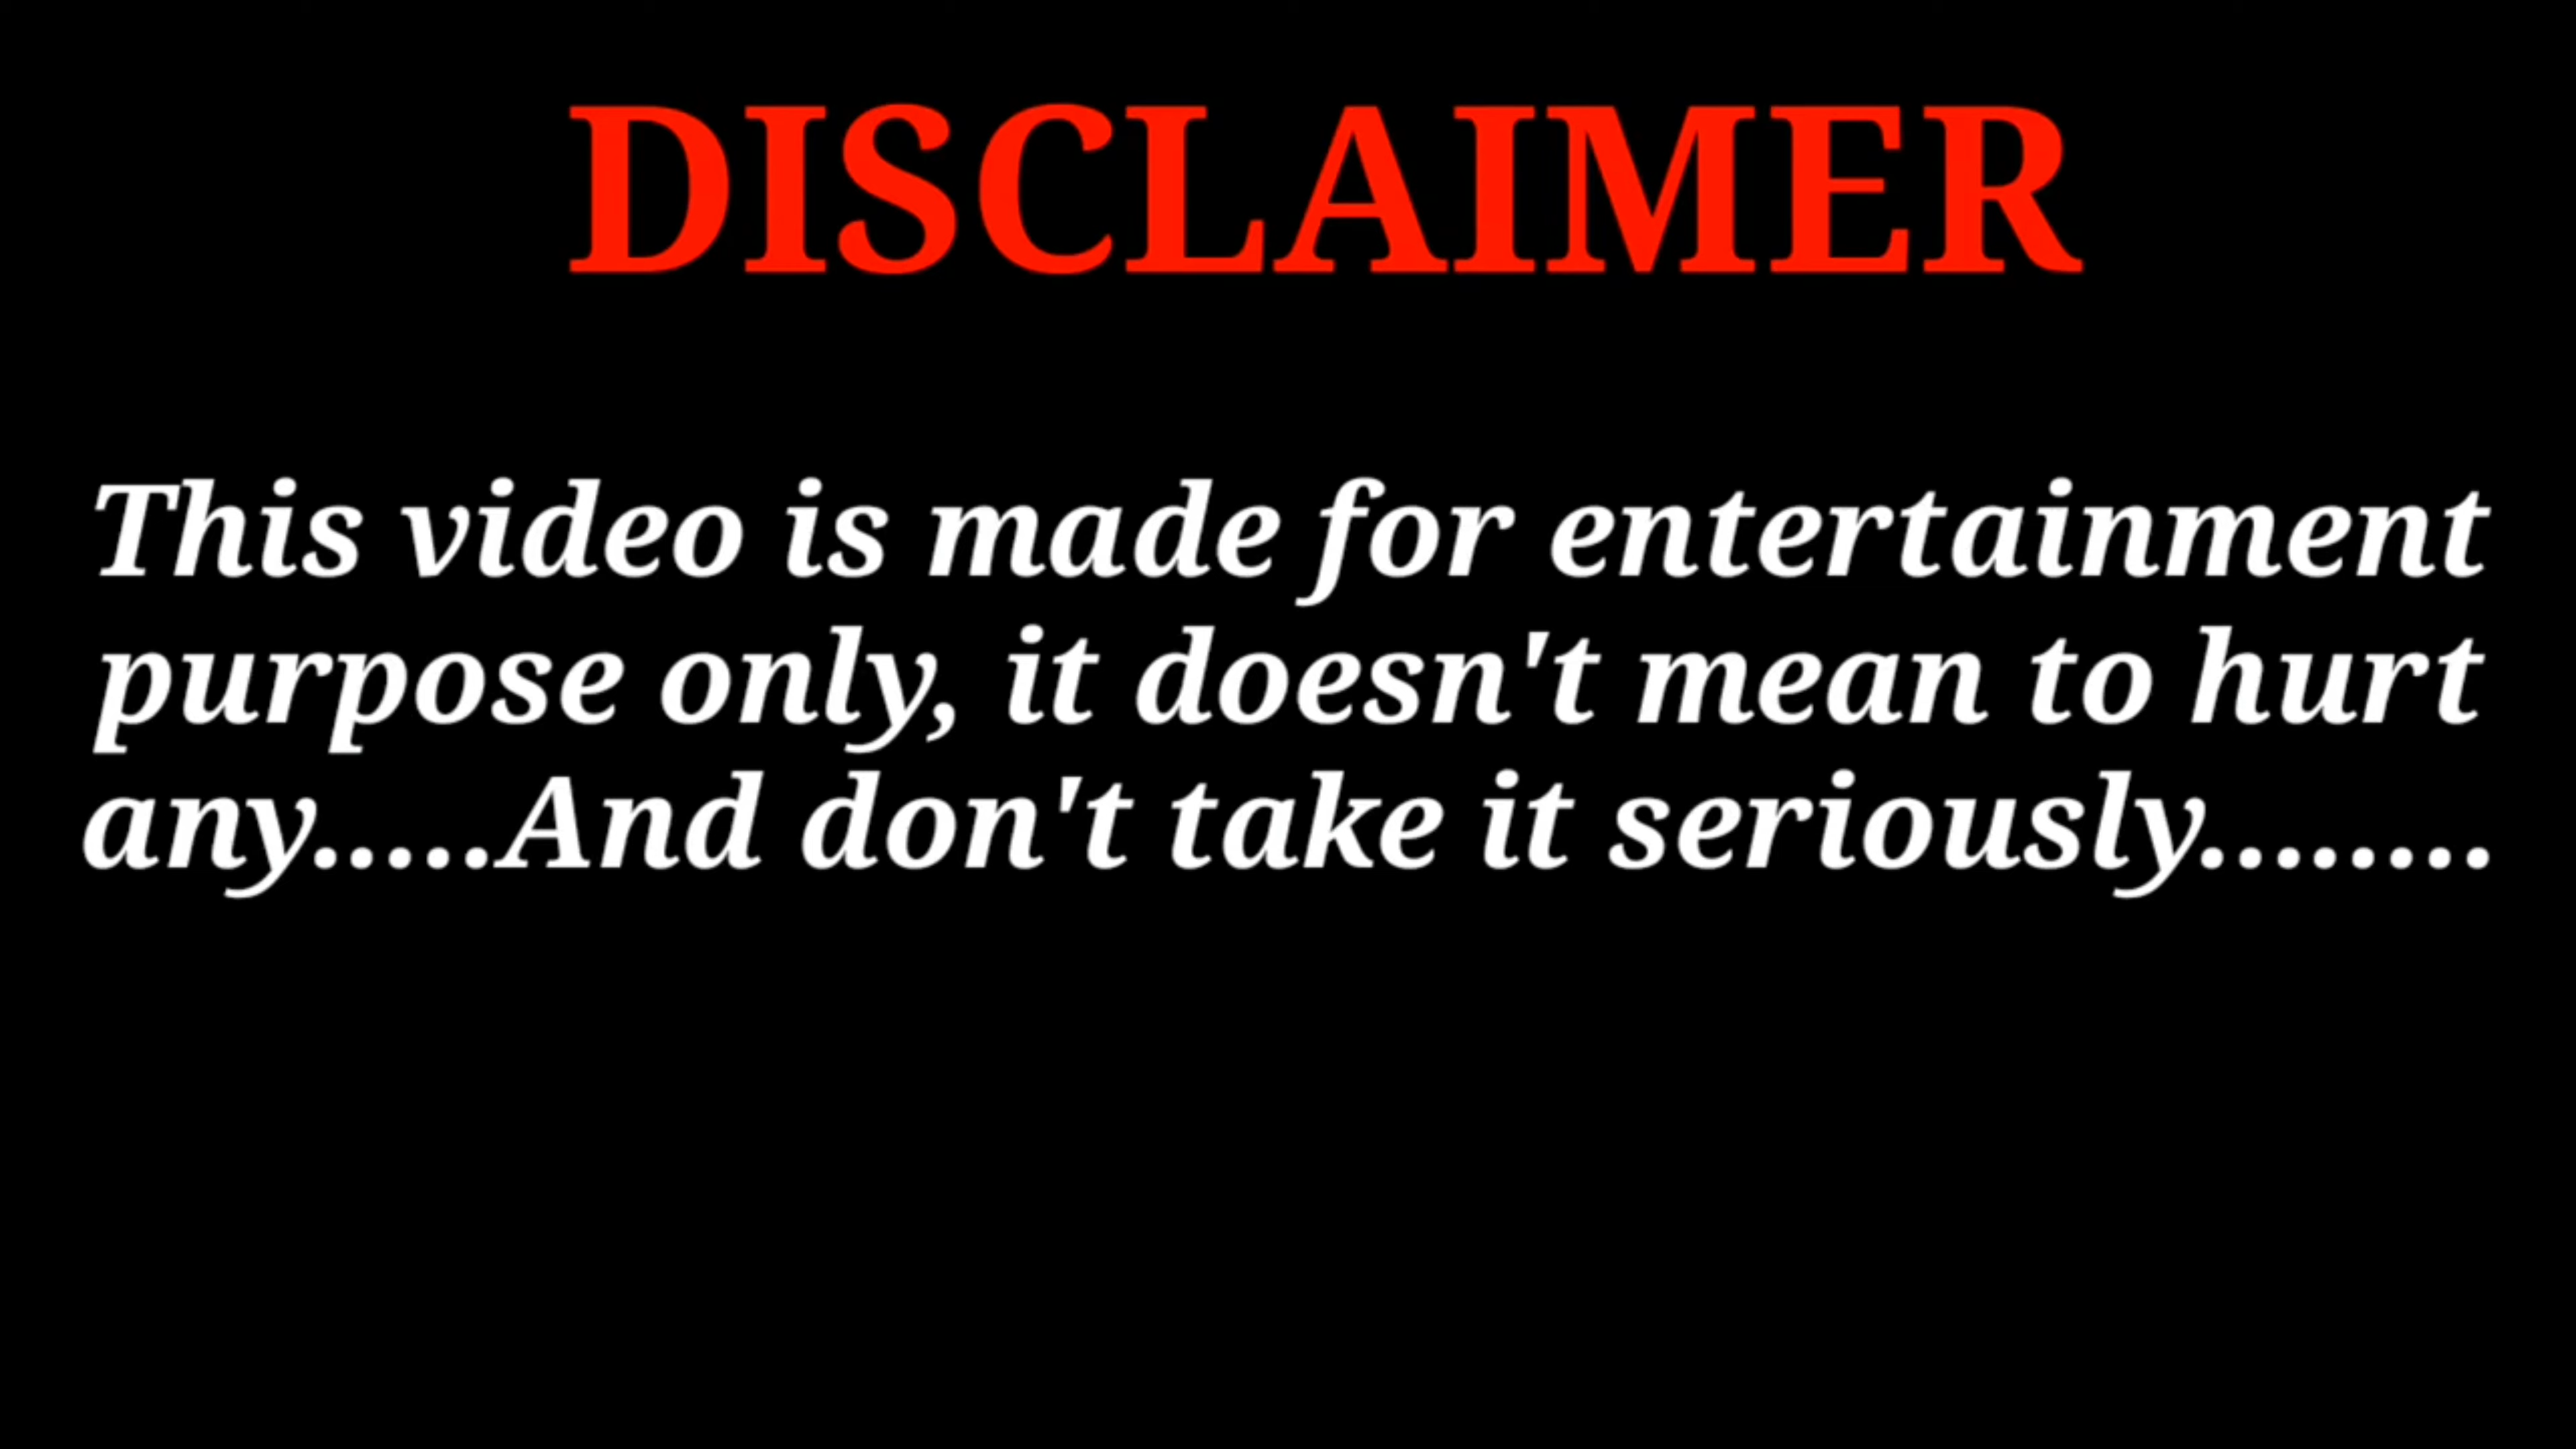 DISCLAIMER
This video is made for entertainment
purpose only, it doesn't mean to hurt
any.....And don't take it seriously........